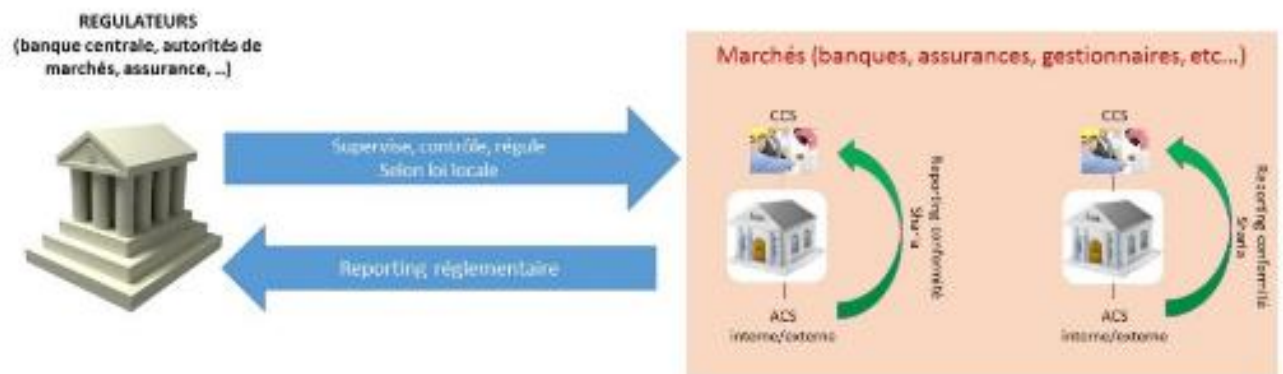 REGULATEURS
(banque centrale, autorités de
marchés, assurance, …)
Supervise, contrôle, régule
Selon loi locale
Reporting réglementaire
Marchés (banques, assurances, gestionnaires, etc…)
CCS
Reporting conformité
Sharia
ACS
interne/externe
CCS
Reporting conformité
Sharia
ACS
interne/externe